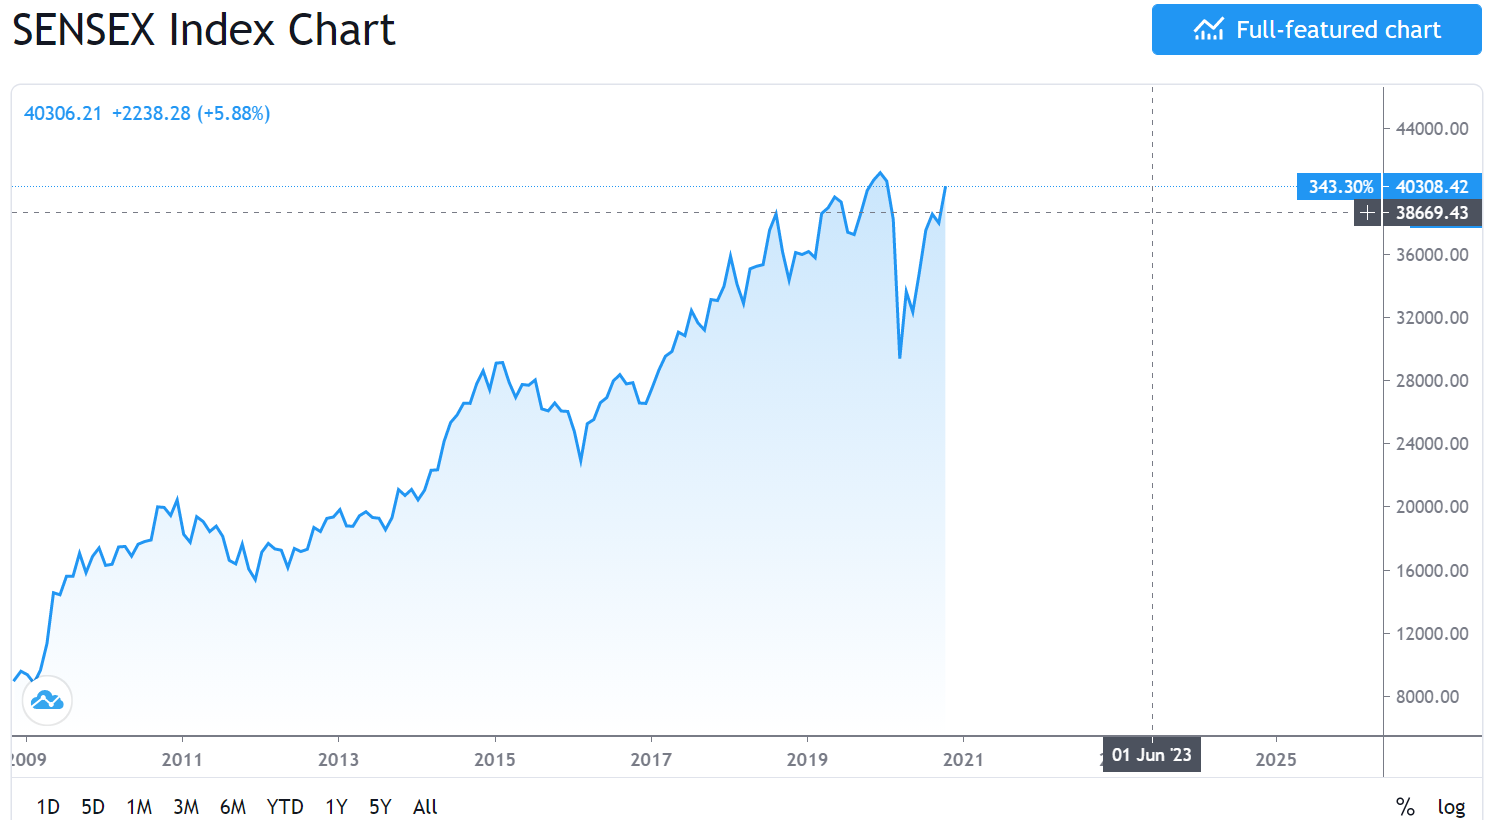 SENSEX Index Chart
Full-featured chart
40306.21 +2238.28 (+5.88%)
44000.00
343.30% 40308.42
38669.43
36000.00
32000.00
28000.00
24000.00
20000.00
16000.00
12000.00
8000.00
2009 2011 2013 2015 2017 2019 2021 01 Jun '23 2025
1D 5D 1M 3M 6M YTD 1Y 5Y All % log